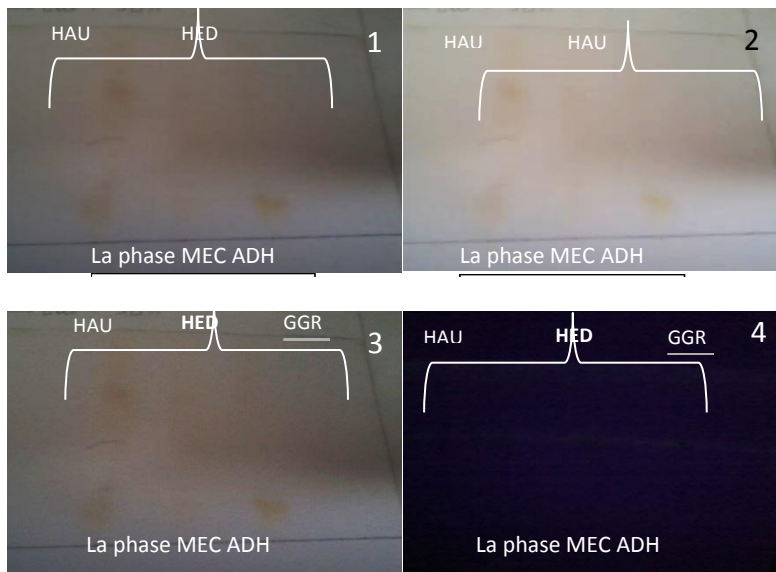 HAU HED 1
La phase MEC ADH
HAU HAU 2
La phase MEC ADH
HAU HED GGR 3
La phase MEC ADH
HAU HED GGR 4
La phase MEC ADH